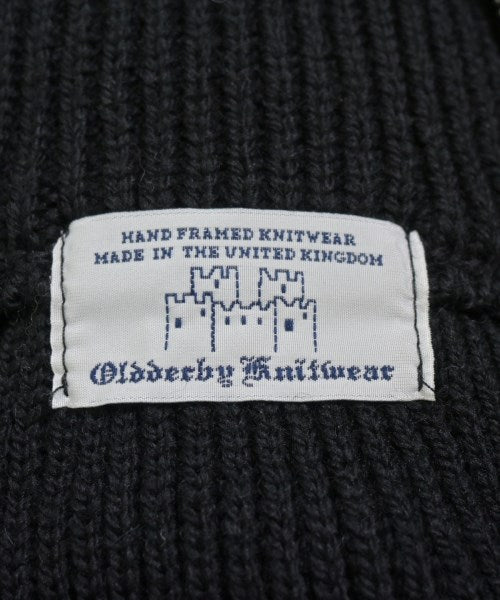 HAND FRAMED KNITWEAR
MADE IN THE UNITED KINGDOM
Oldderby Knitwear